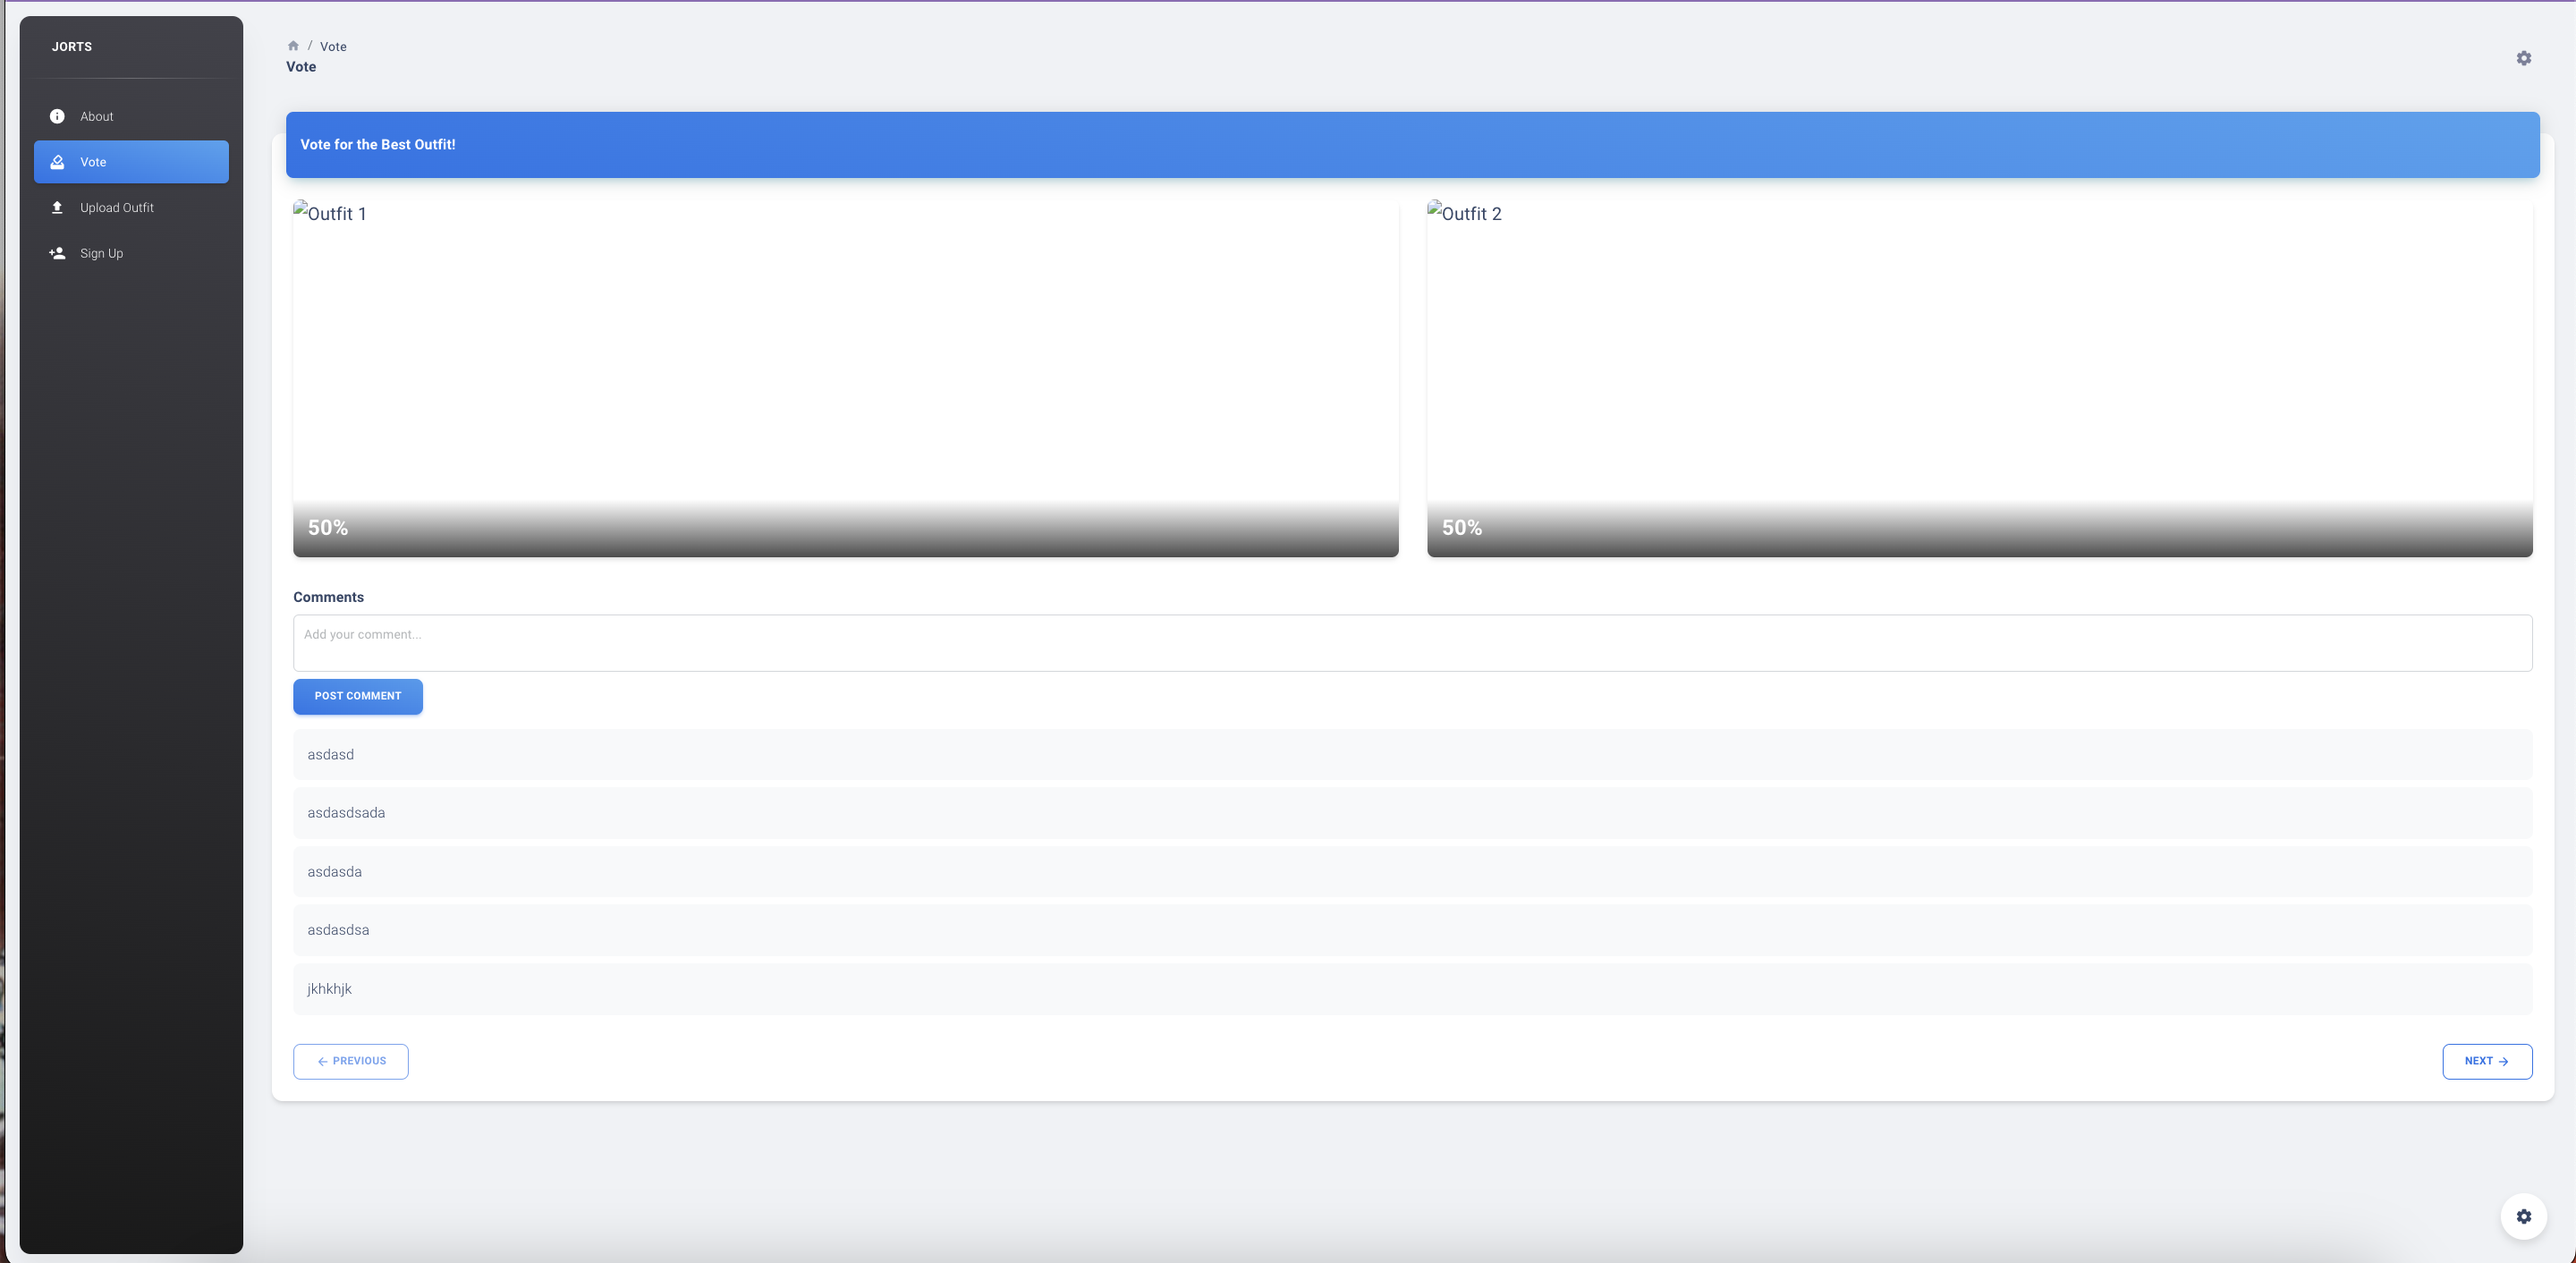 JORTS
About
Vote
Upload Outfit
Sign Up
/ Vote
Vote
Vote for the Best Outfit!
Outfit 1
Outfit 2
50%
50%
Comments
Add your comment...
POST COMMENT
asdasd
asdasdsada
asdasda
asdasdsa
jkhkhjk
← PREVIOUS
NEXT →